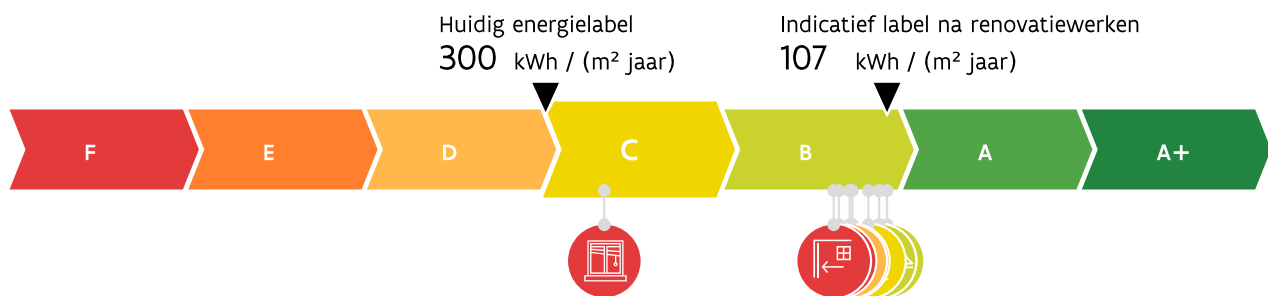 Huidig energielabel
300 kWh / (m² jaar)
Indicatief label na renovatiewerken
107 kWh / (m² jaar)
F E D C B A A+